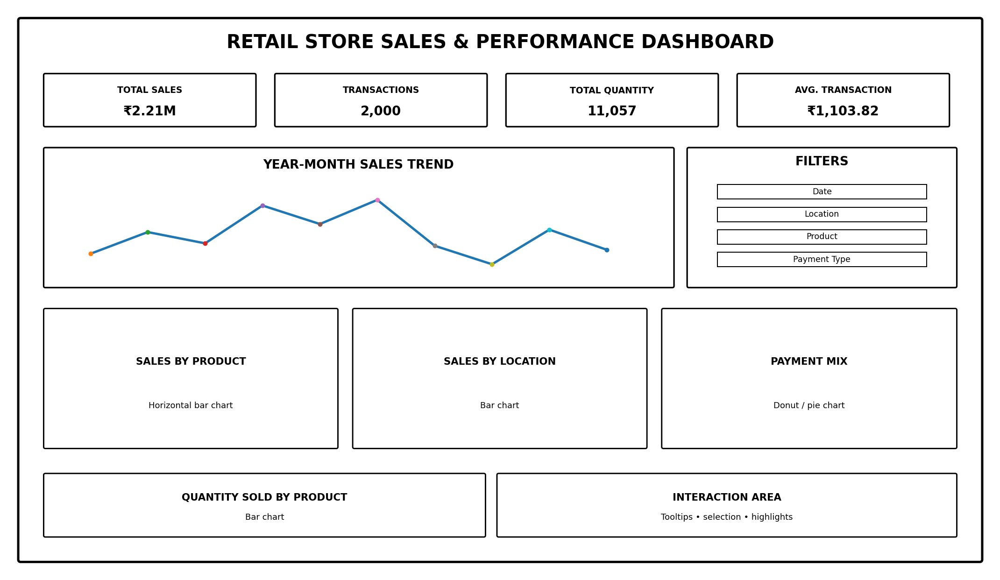 RETAIL STORE SALES & PERFORMANCE DASHBOARD
TOTAL SALES
₹2.21M
TRANSACTIONS
2,000
TOTAL QUANTITY
11,057
AVG. TRANSACTION
₹1,103.82
YEAR-MONTH SALES TREND
FILTERS
Date
Location
Product
Payment Type
SALES BY PRODUCT
Horizontal bar chart
SALES BY LOCATION
Bar chart
PAYMENT MIX
Donut / pie chart
QUANTITY SOLD BY PRODUCT
Bar chart
INTERACTION AREA
Tooltips • selection • highlights